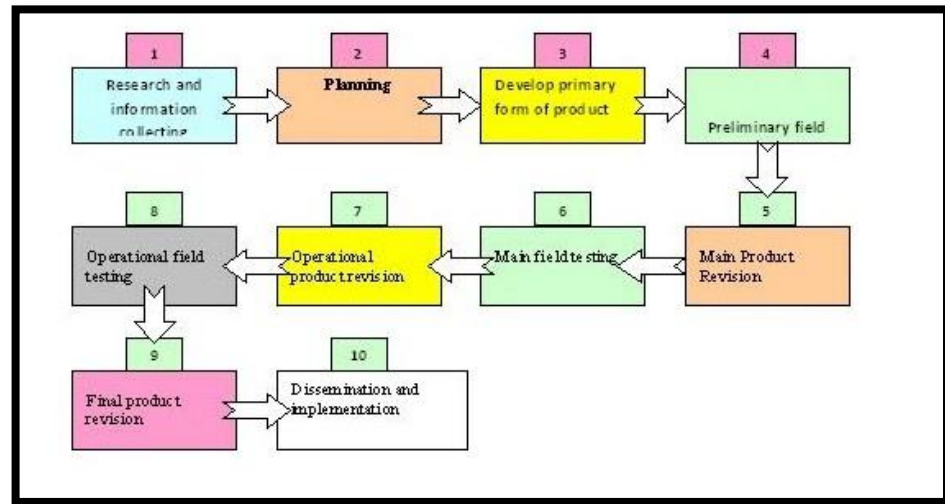 1
Research and
information
collecting
2
Planning
3
Develop primary
form of product
4
Preliminary field
5
Main Product
Revision
6
Main field testing
7
Operational
product revision
8
Operational field
testing
9
Final product
revision
10
Dissemination and
implementation